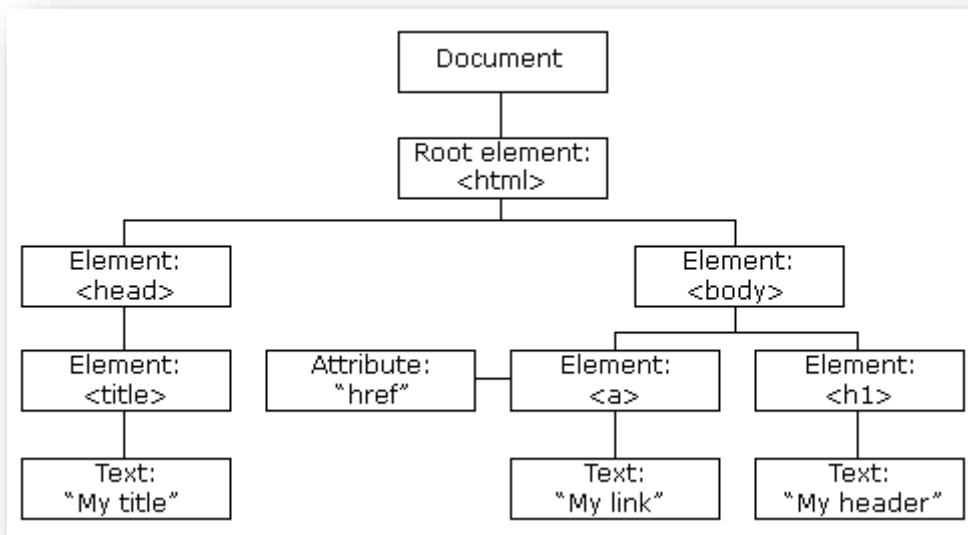 Document
Root element:
<html>
Element:
<head>
Element:
<body>
Element:
<title>
Attribute:
“href”
Element:
<a>
Element:
<h1>
Text:
“My title”
Text:
“My link”
Text:
“My header”